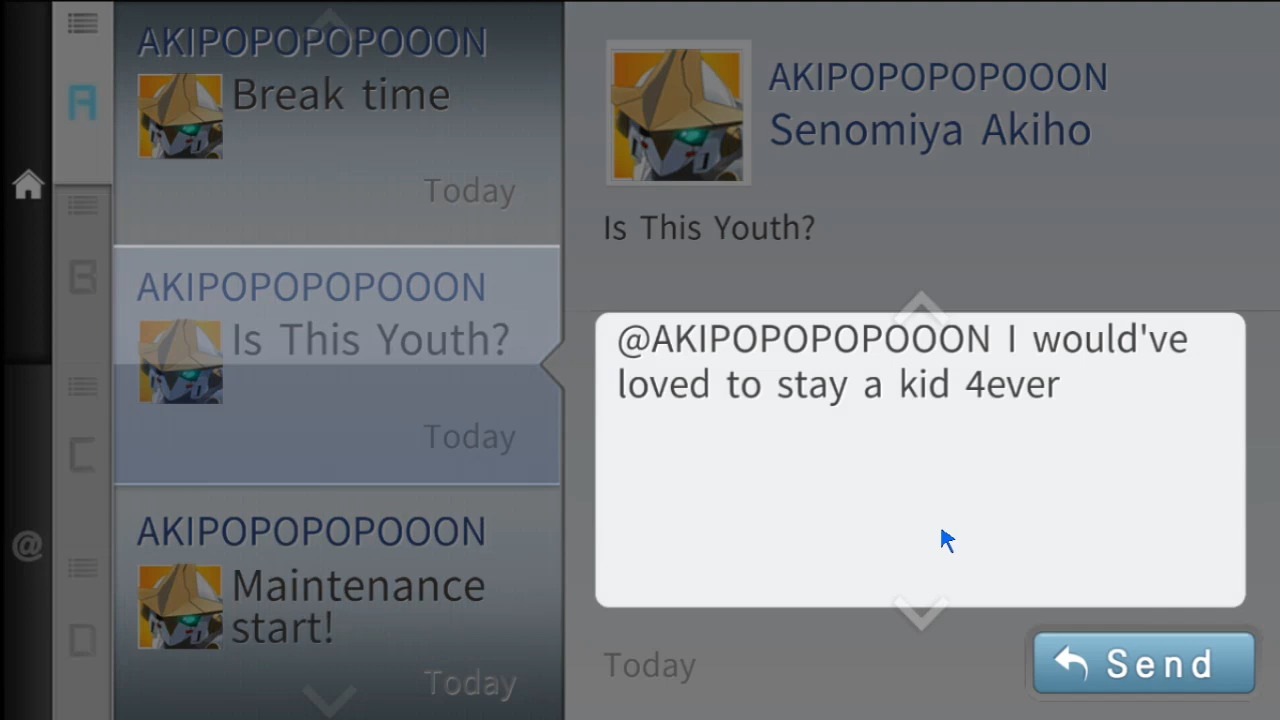 AKIPOPOPOPOOON
Break time
Today
AKIPOPOPOPOOON
Is This Youth?
Today
AKIPOPOPOPOOON
Maintenance
start!
Today
A
B
C
D
@
AKIPOPOPOPOOON
Senomiya Akiho
Is This Youth?
@AKIPOPOPOPOOON I would've
loved to stay a kid 4ever
Today
Send